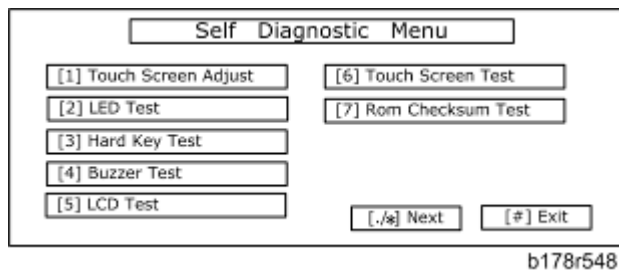 Self Diagnostic Menu
[1] Touch Screen Adjust
[2] LED Test
[3] Hard Key Test
[4] Buzzer Test
[5] LCD Test
[6] Touch Screen Test
[7] Rom Checksum Test
[./*] Next
[#] Exit
b178r548